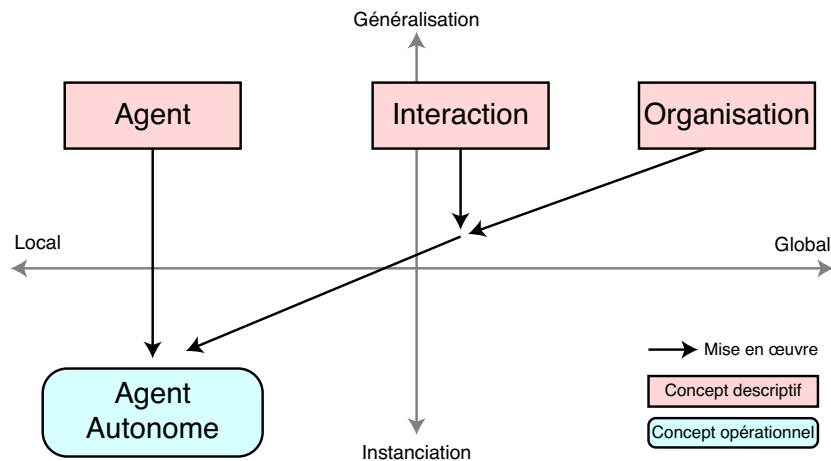 Généralisation
Agent
Interaction
Organisation
Local
Global
Agent
Autonome
Mise en œuvre
Concept descriptif
Concept opérationnel
Instanciation